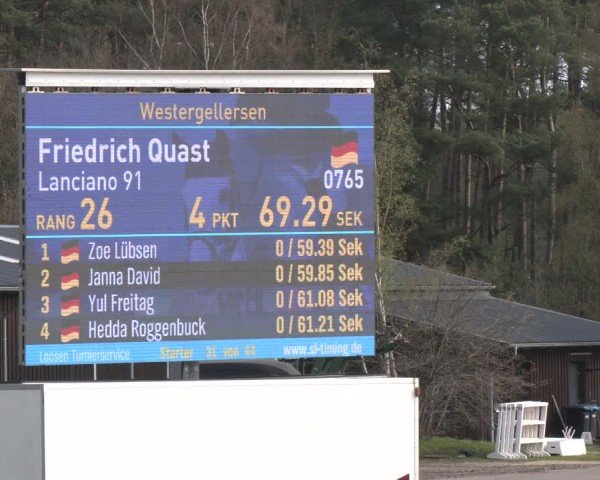 Westergellersen
Friedrich Quast
Lanciano 91 0765
RANG 26 4 PKT 69.29 SEK
1 Zoe Lübsen 0 / 59.39 Sek
2 Janna David 0 / 59.85 Sek
3 Yul Freitag 0 / 61.08 Sek
4 Hedda Roggenbuck 0 / 61.21 Sek
Loosen Turnierservice Starter 31 von 44 www.sl-timing.de